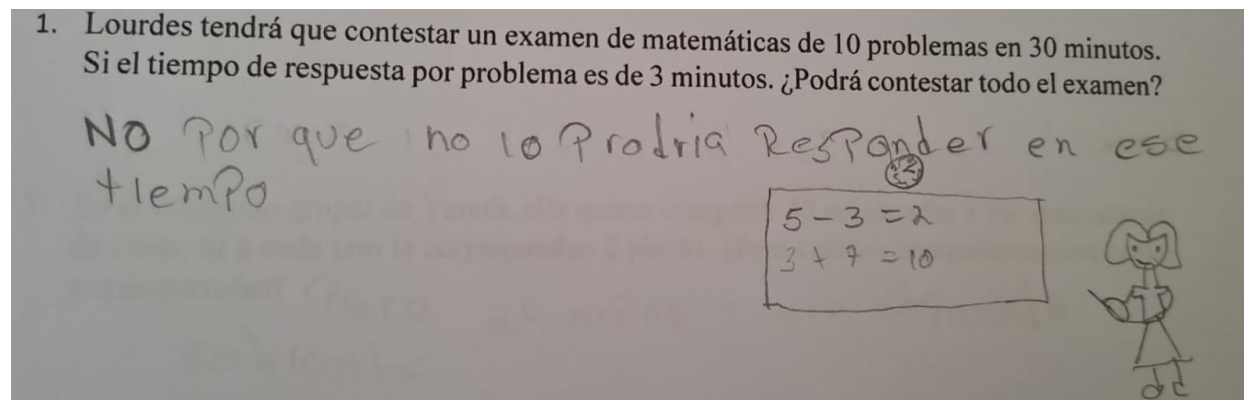 1. Lourdes tendrá que contestar un examen de matemáticas de 10 problemas en 30 minutos.
Si el tiempo de respuesta por problema es de 3 minutos. ¿Podrá contestar todo el examen?
NO Por que no lo Prodria ResPonder en ese
tiemPo
5-3=2
3+7=10